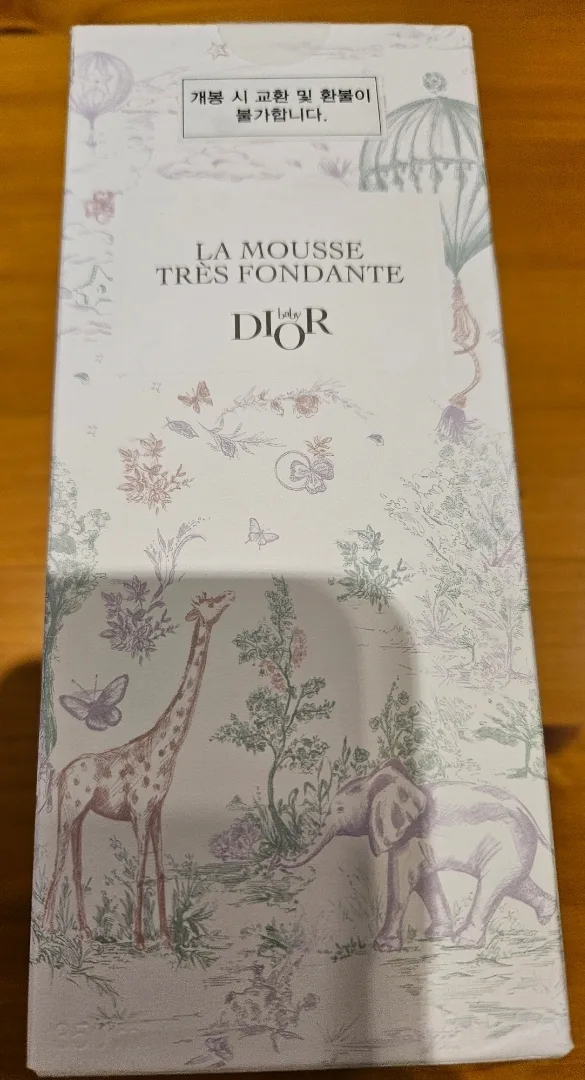 개봉 시 교환 및 환불이
불가합니다.
LA MOUSSE
TRÈS FONDANTE
baby
DIOR